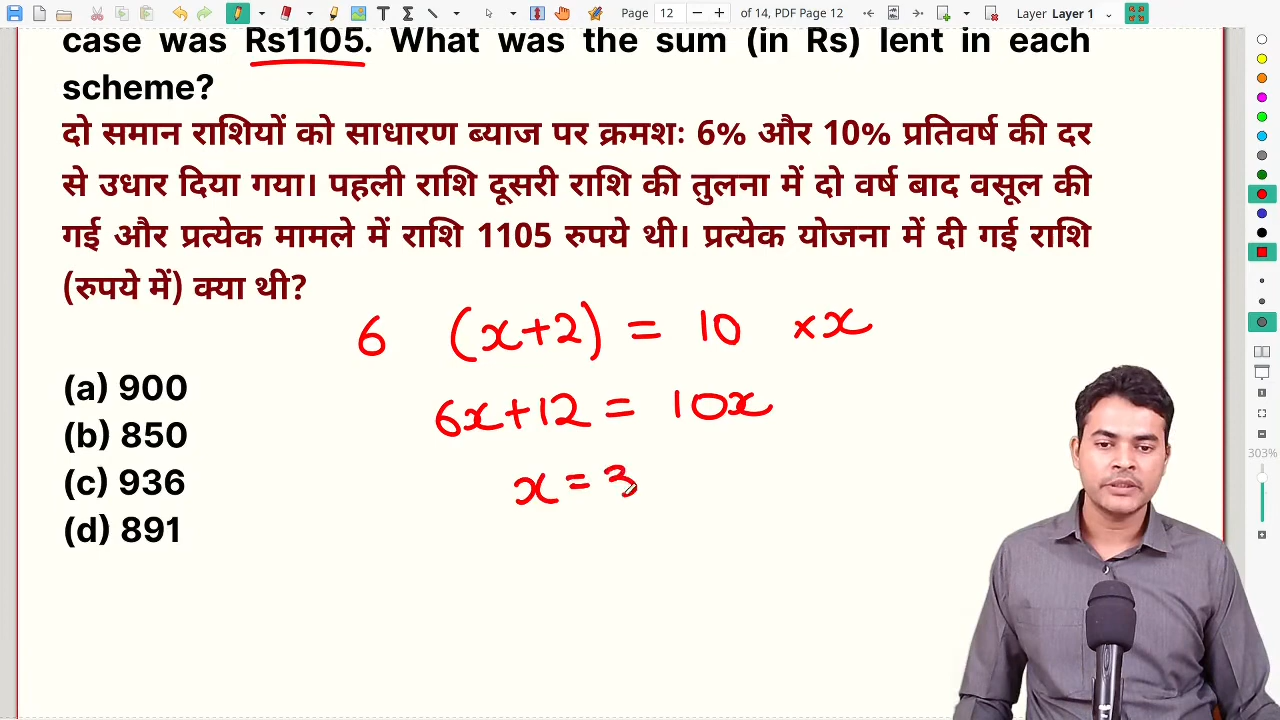 Page 12 of 14, PDF Page 12 Layer Layer 1
case was Rs1105. What was the sum (in Rs) lent in each
scheme?
दो समान राशियों को साधारण ब्याज पर क्रमशः 6% और 10% प्रतिवर्ष की दर
से उधार दिया गया। पहली राशि दूसरी राशि की तुलना में दो वर्ष बाद वसूल की
गई और प्रत्येक मामले में राशि 1105 रुपये थी। प्रत्येक योजना में दी गई राशि
(रुपये में) क्या थी?
6 (x+2) = 10 ×x
(a) 900
6x+12 = 10x
(b) 850
x=3
(c) 936
(d) 891
303%